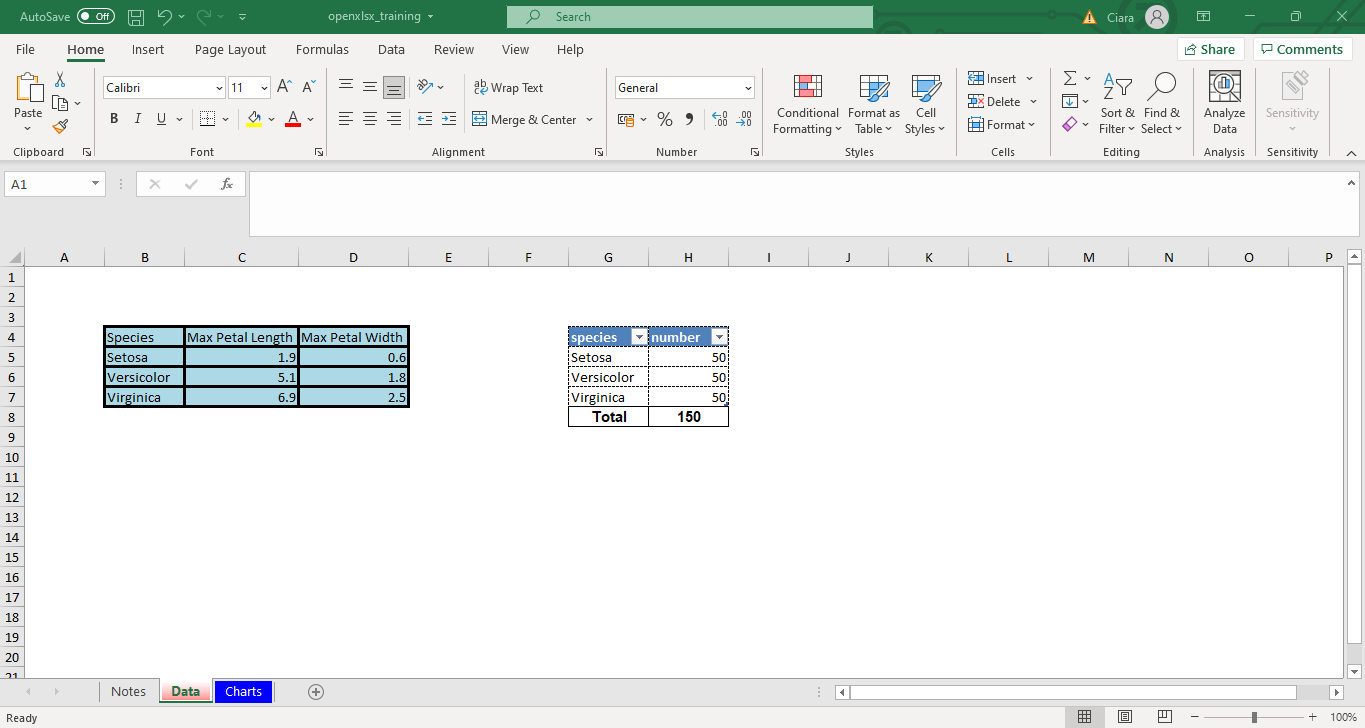 AutoSave Off openxlsx_training Search Ciara
File Home Insert Page Layout Formulas Data Review View Help Share Comments
Calibri 11 A A ab Wrap Text General Insert
Paste Conditional Format as Cell Delete Sort & Find & Analyze Sensitivity
B I U A Merge & Center % Formatting Table Styles Format Filter Select Data
Clipboard Font Alignment Number Styles Cells Editing Analysis Sensitivity
A1 fx
A B C D E F G H I J K L M N O P
1
2
3
4 Species Max Petal Length Max Petal Width species number
5 Setosa 1.9 0.6 Setosa 50
6 Versicolor 5.1 1.8 Versicolor 50
7 Virginica 6.9 2.5 Virginica 50
8 Total 150
9
10
11
12
13
14
15
16
17
18
19
20
21
Notes Data Charts
Ready 100%